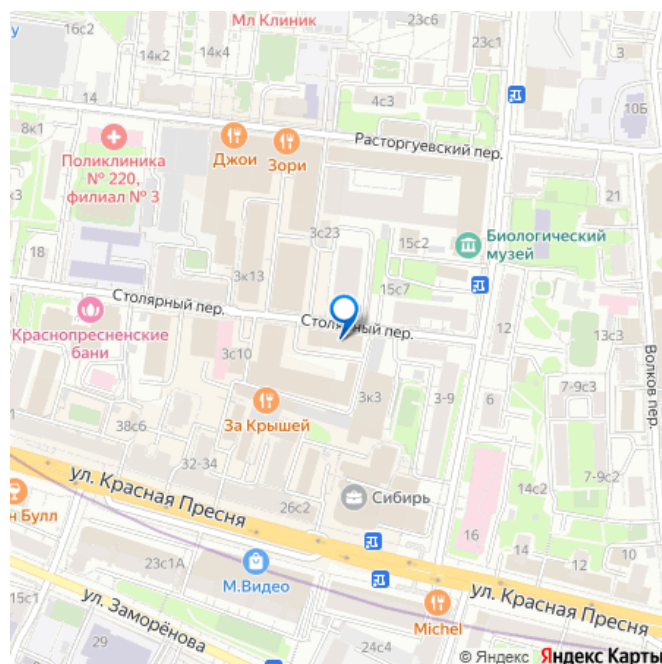 16с2
Мл Клиник
23с6
23с1
14к2
14к4
3
14
4с3
10Б
8к1
Поликлиника
№ 220,
филиал № 3
Джои
Зори
Расторгуевский пер.
21
18
3с23
15с2
Биологический
музей
3к13
15с7
Столярный пер.
Столярный пер.
Краснопресненские
бани
12
13с3
3с10
Волков пер.
За Крышей
3к3
3-9
6
7-9с3
38с6
32-34
7-9с2
ул. Красная Пресня
26с2
Сибирь
14с2
н Булл
16
14
12
10
23с1А
М.Видео
ул. Красная Пресня
15с1
ул. Заморёнова
Michel
29
24с4
© Яндекс Яндекс Карты